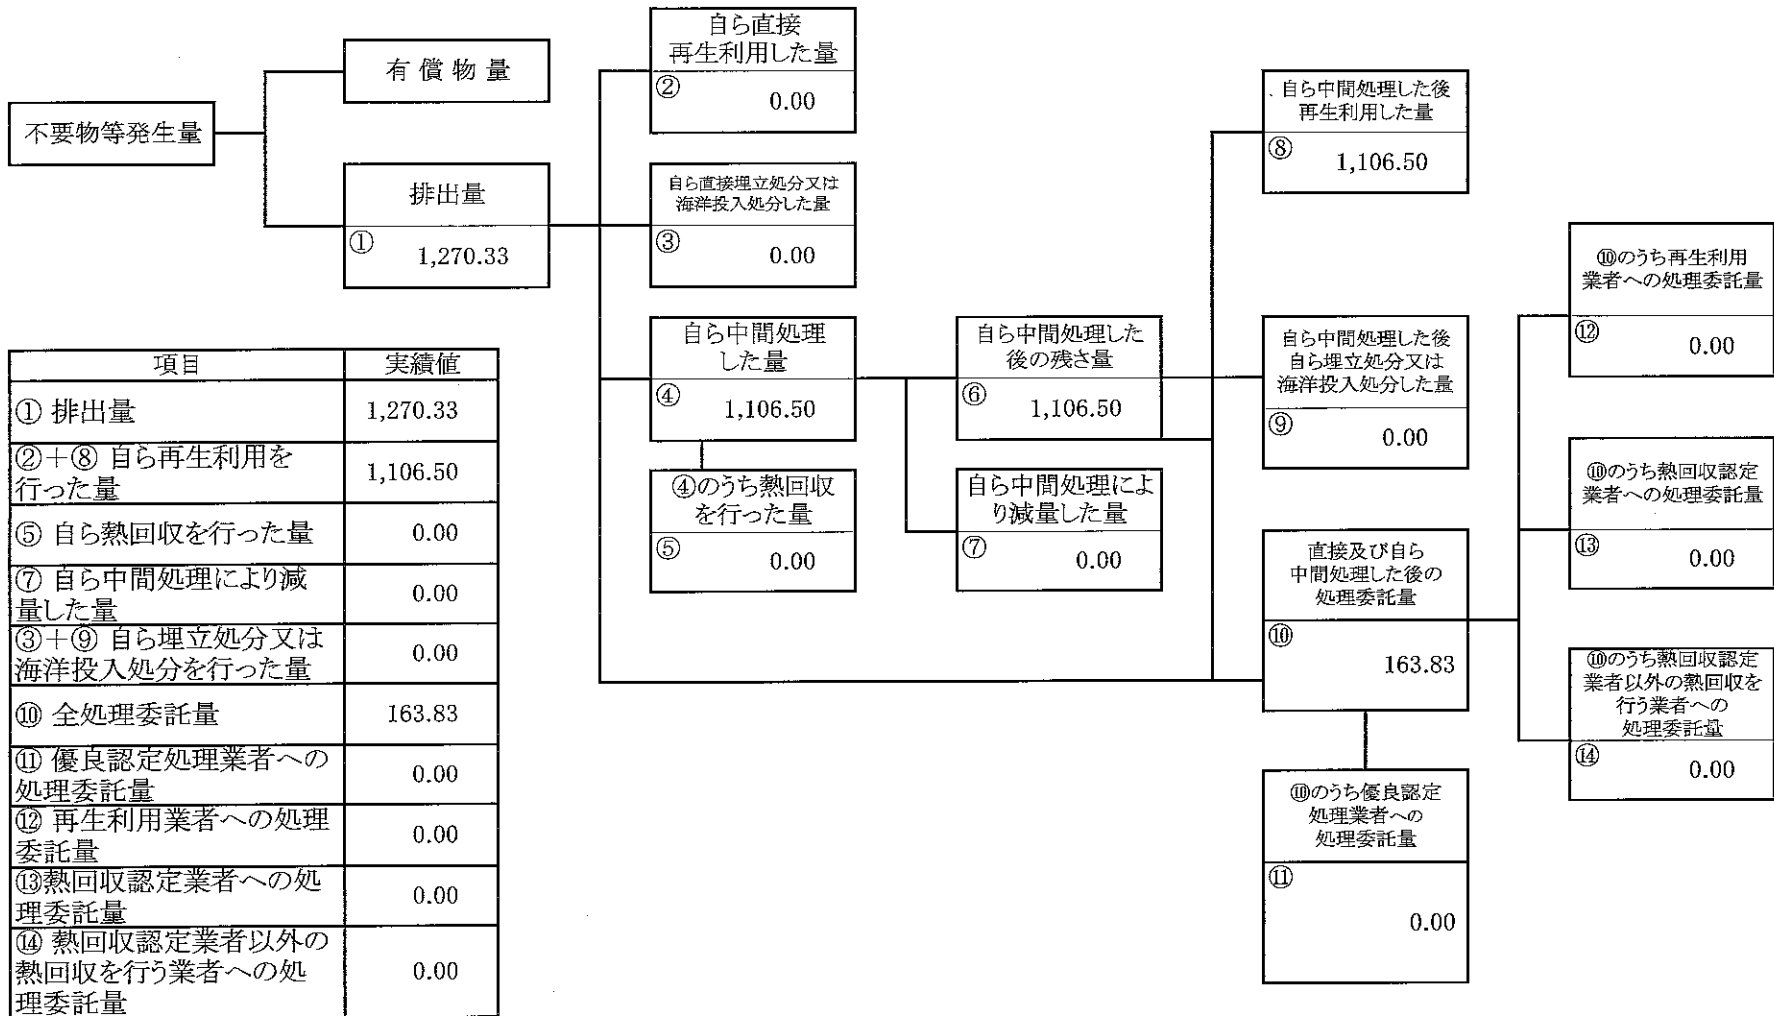 不要物等発生量
有償物量
排出量
①
1,270.33
自ら直接
再生利用した量
②
0.00
自ら直接埋立処分又は
海洋投入処分した量
③
0.00
自ら中間処理
した量
④
1,106.50
④のうち熱回収
を行った量
⑤
0.00
自ら中間処理した
後の残さ量
⑥
1,106.50
自ら中間処理によ
り減量した量
⑦
0.00
自ら中間処理した後
再生利用した量
⑧
1,106.50
自ら中間処理した後
自ら埋立処分又は
海洋投入処分した量
⑨
0.00
直接及び自ら
中間処理した後の
処理委託量
⑩
163.83
⑩のうち優良認定
処理業者への
処理委託量
⑪
0.00
⑩のうち再生利用
業者への処理委託量
⑫
0.00
⑩のうち熱回収認定
業者への処理委託量
⑬
0.00
⑩のうち熱回収認定
業者以外の熱回収を
行う業者への
処理委託量
⑭
0.00
項目 実績値
① 排出量 1,270.33
②+⑧ 自ら再生利用を
行った量 1,106.50
⑤ 自ら熱回収を行った量 0.00
⑦ 自ら中間処理により減
量した量 0.00
③+⑨ 自ら埋立処分又は
海洋投入処分を行った量 0.00
⑩ 全処理委託量 163.83
⑪ 優良認定処理業者への
処理委託量 0.00
⑫ 再生利用業者への処理
委託量 0.00
⑬熱回収認定業者への処
理委託量 0.00
⑭ 熱回収認定業者以外の
熱回収を行う業者への処
理委託量 0.00